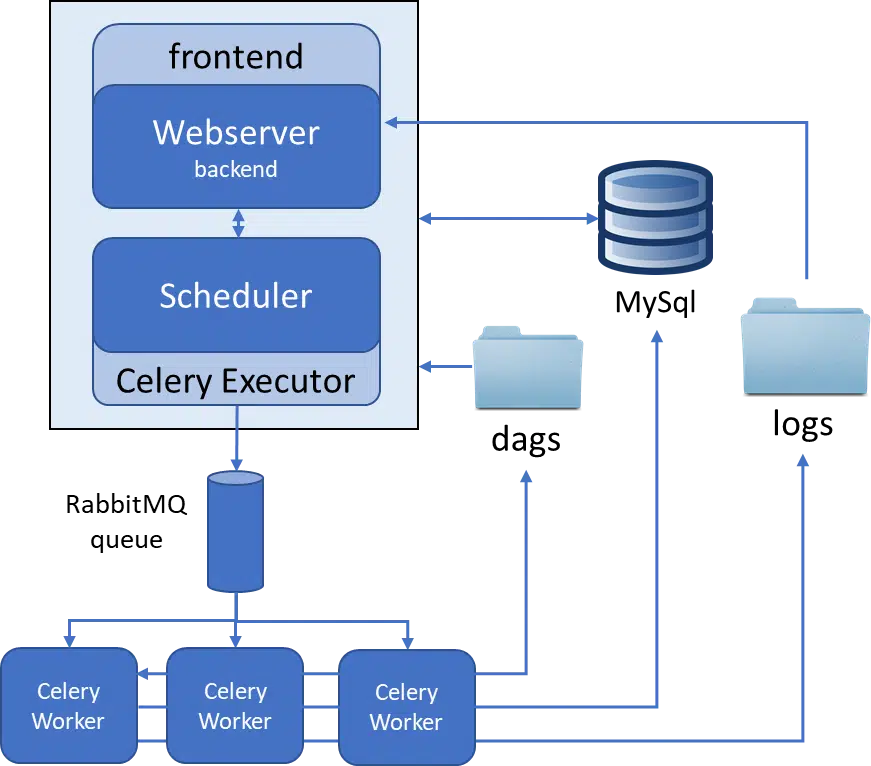 frontend
Webserver
backend
Scheduler
Celery Executor
MySql
dags
logs
RabbitMQ
queue
Celery
Worker
Celery
Worker
Celery
Worker